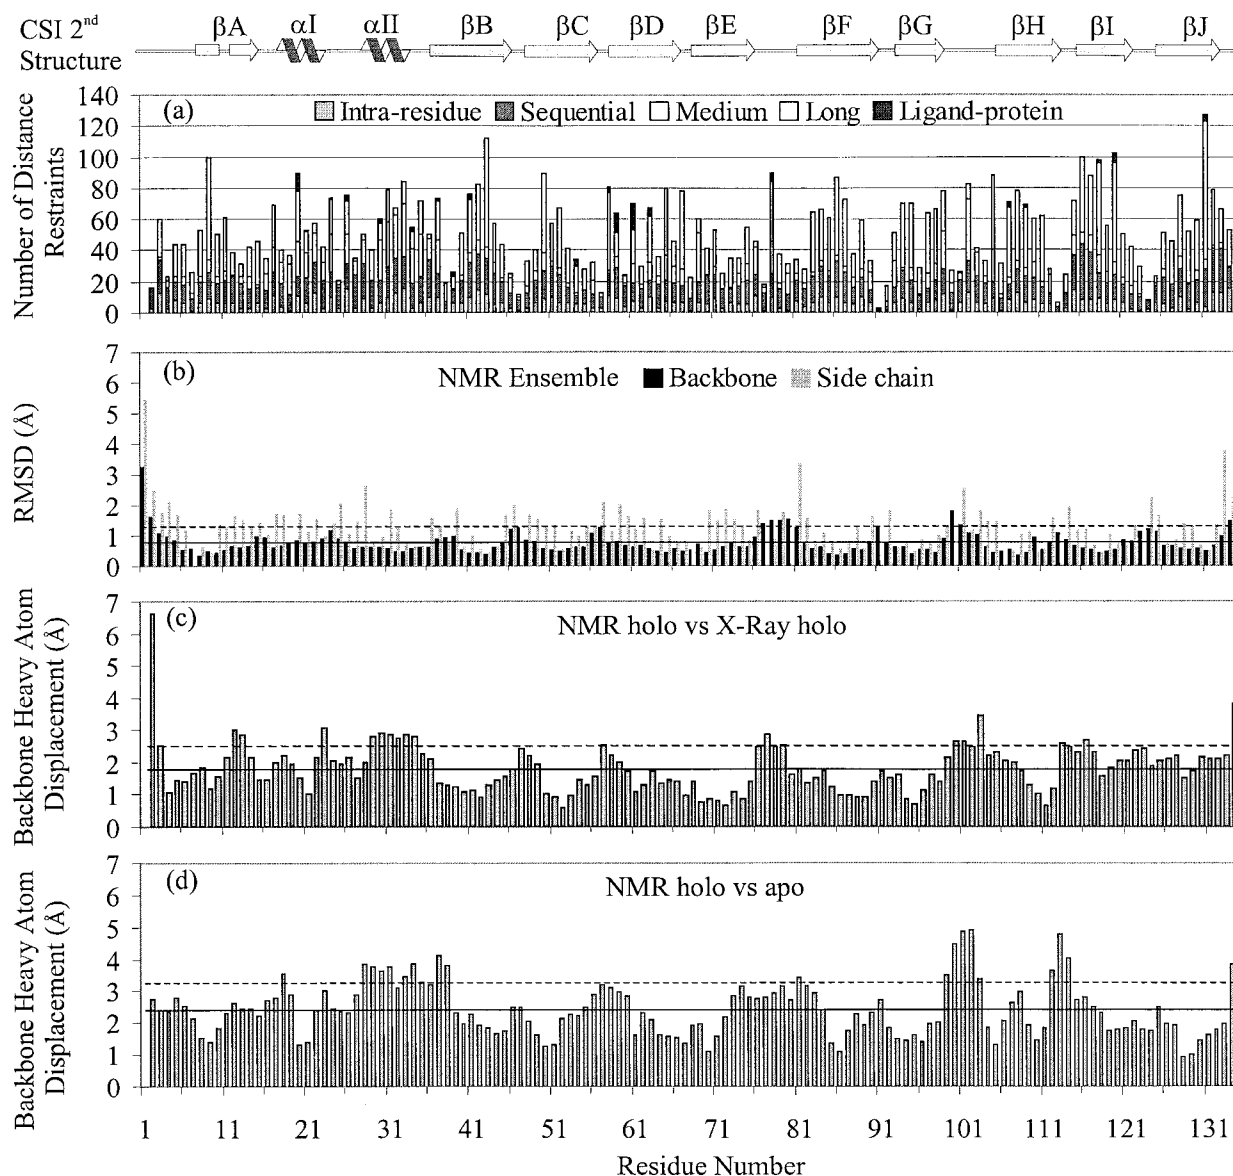 CSI 2nd Structure
βA αI αII βB βC βD βE βF βG βH βI βJ
Number of Distance Restraints
140
120
100
80
60
40
20
0
(a)
Intra-residue Sequential Medium Long Ligand-protein
RMSD (Å)
7
6
5
4
3
2
1
0
(b)
NMR Ensemble Backbone Side chain
Backbone Heavy Atom Displacement (Å)
7
6
5
4
3
2
1
0
(c)
NMR holo vs X-Ray holo
Backbone Heavy Atom Displacement (Å)
7
6
5
4
3
2
1
0
(d)
NMR holo vs apo
1 11 21 31 41 51 61 71 81 91 101 111 121 131
Residue Number